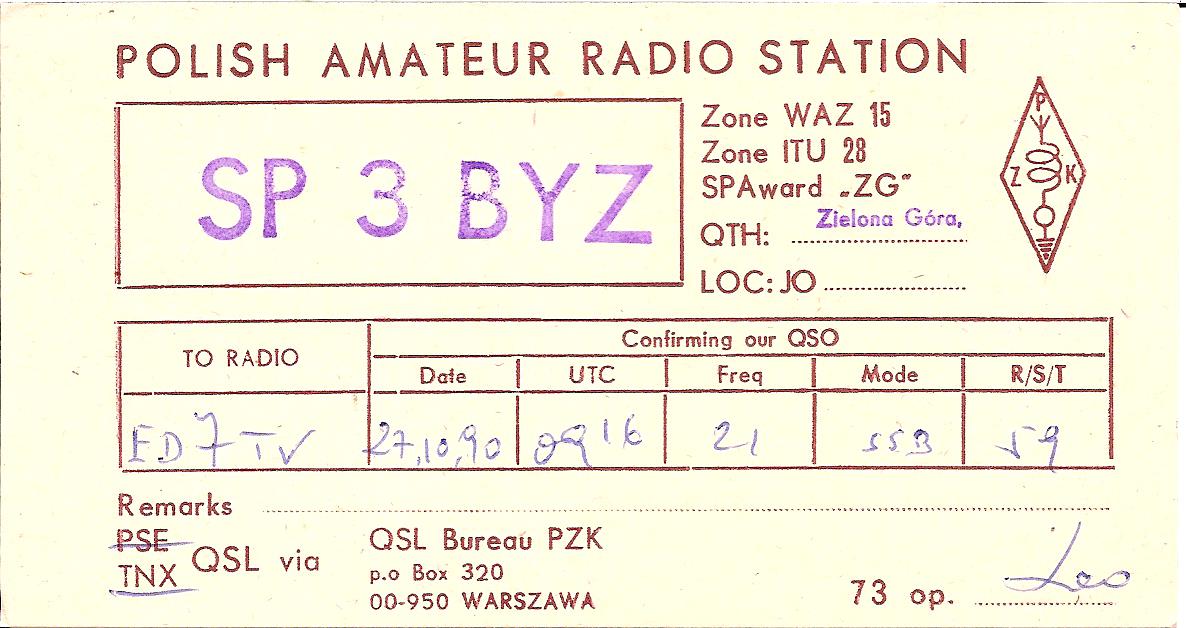 POLISH AMATEUR RADIO STATION
SP 3 BYZ
Zone WAZ 15
Zone ITU 28
SPAward „ZG"
QTH: Zielona Góra,
LOC: JO
P
Z K
TO RADIO
Confirming our QSO
Date UTC Freq Mode R/S/T
ED7TV 27,10,90 0916 21 SSB 59
Remarks
PSE
TNX QSL via
QSL Bureau PZK
p.o Box 320
00-950 WARSZAWA
73 op. Leo